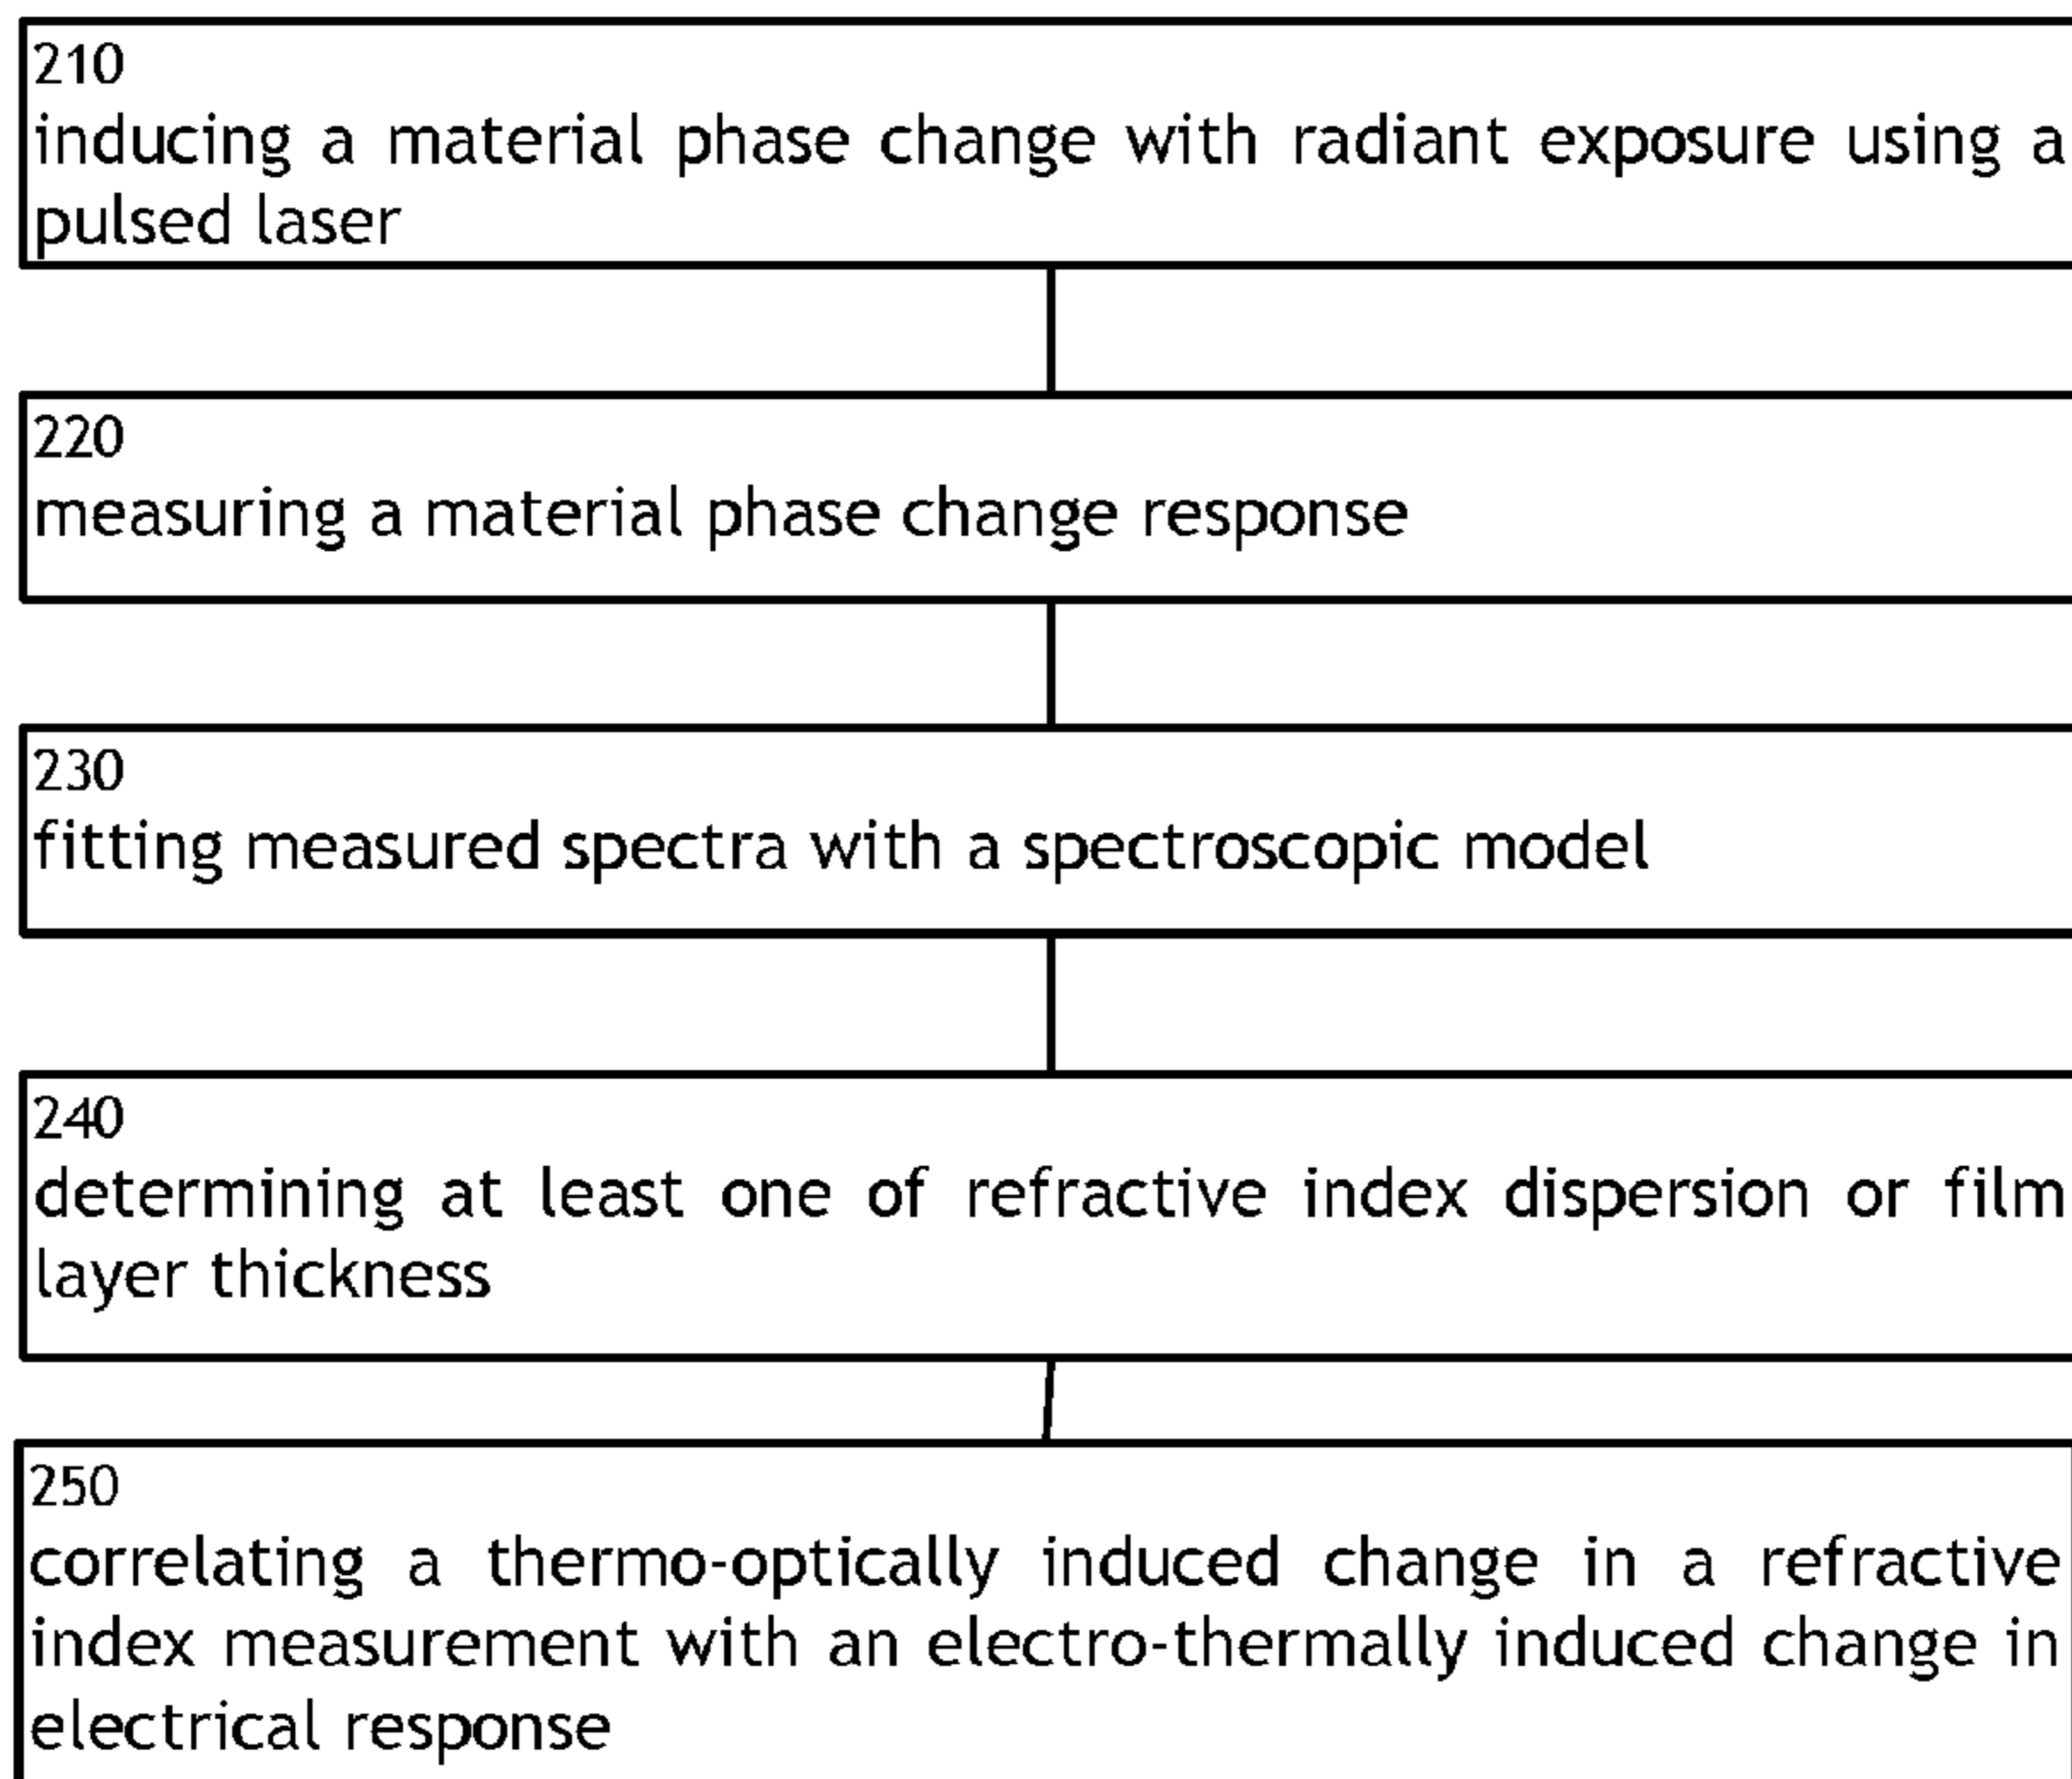 210
inducing a material phase change with radiant exposure using a
pulsed laser
220
measuring a material phase change response
230
fitting measured spectra with a spectroscopic model
240
determining at least one of refractive index dispersion or film
layer thickness
250
correlating a thermo-optically induced change in a refractive
index measurement with an electro-thermally induced change in
electrical response